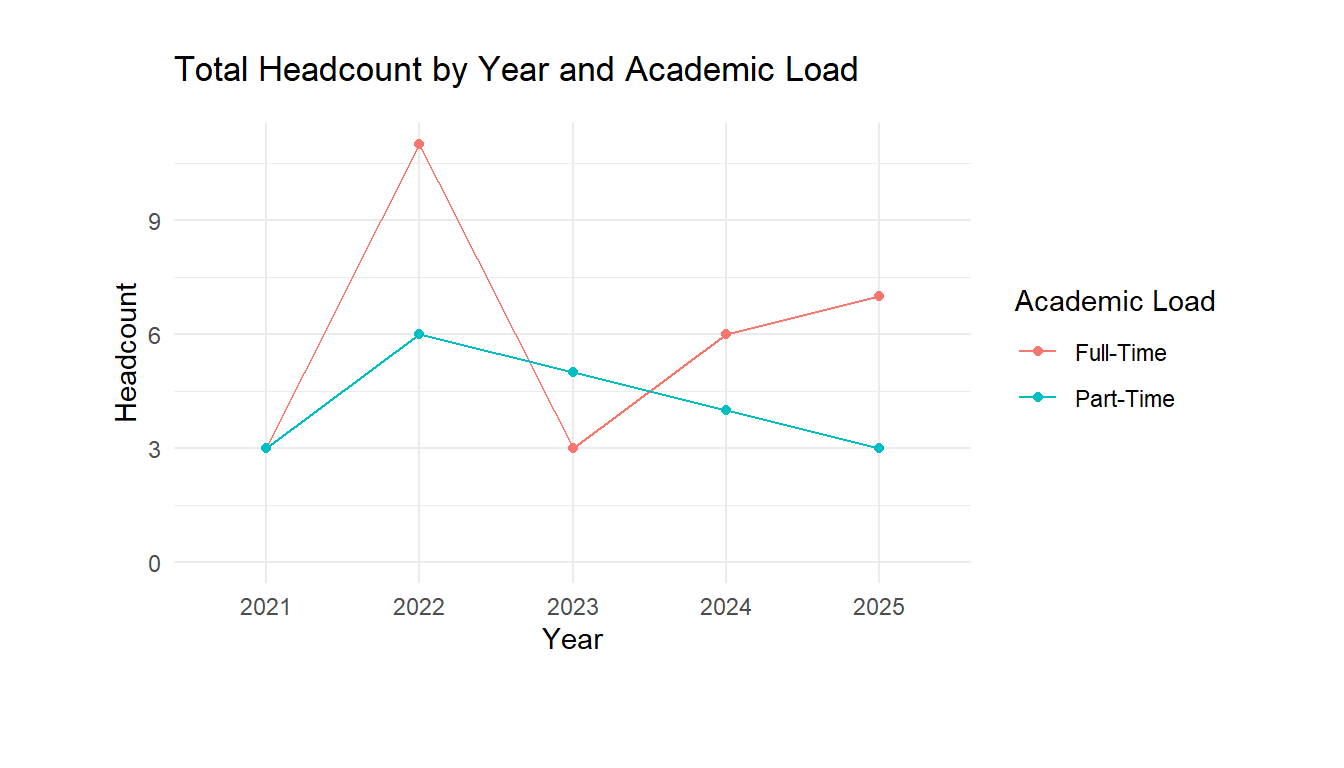 Total Headcount by Year and Academic Load
Headcount
9
6
3
0
2021 2022 2023 2024 2025
Year
Academic Load
Full-Time
Part-Time